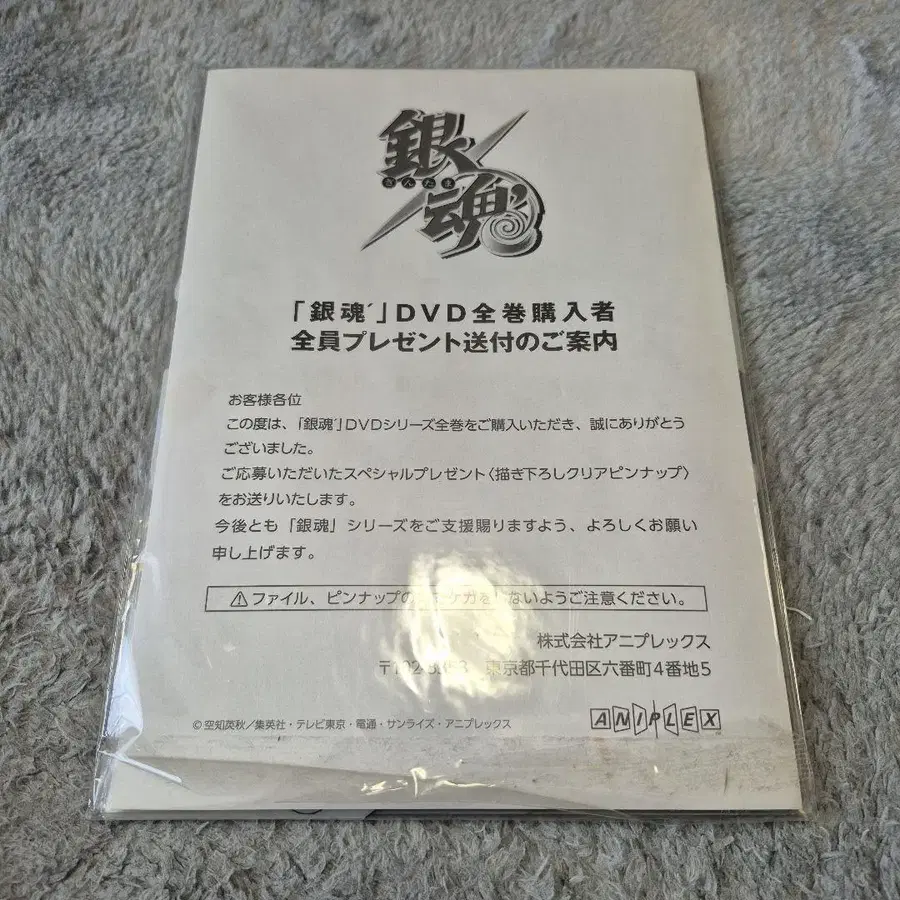 銀魂
ぎんたま
「銀魂´」DVD全巻購入者
全員プレゼント送付のご案内
お客様各位
この度は、「銀魂´」DVDシリーズ全巻をご購入いただき、誠にありがとう
ございました。
ご応募いただいたスペシャルプレゼント〈描き下ろしクリアピンナップ〉
をお送りいたします。
今後とも「銀魂」シリーズをご支援賜りますよう、よろしくお願い
申し上げます。
⚠ファイル、ピンナップの ケガを ないようご注意ください。
株式会社アニプレックス
〒102- 東京都千代田区六番町4番地5
©空知英秋/集英社・テレビ東京・電通・サンライズ・アニプレックス
ANIPLEX